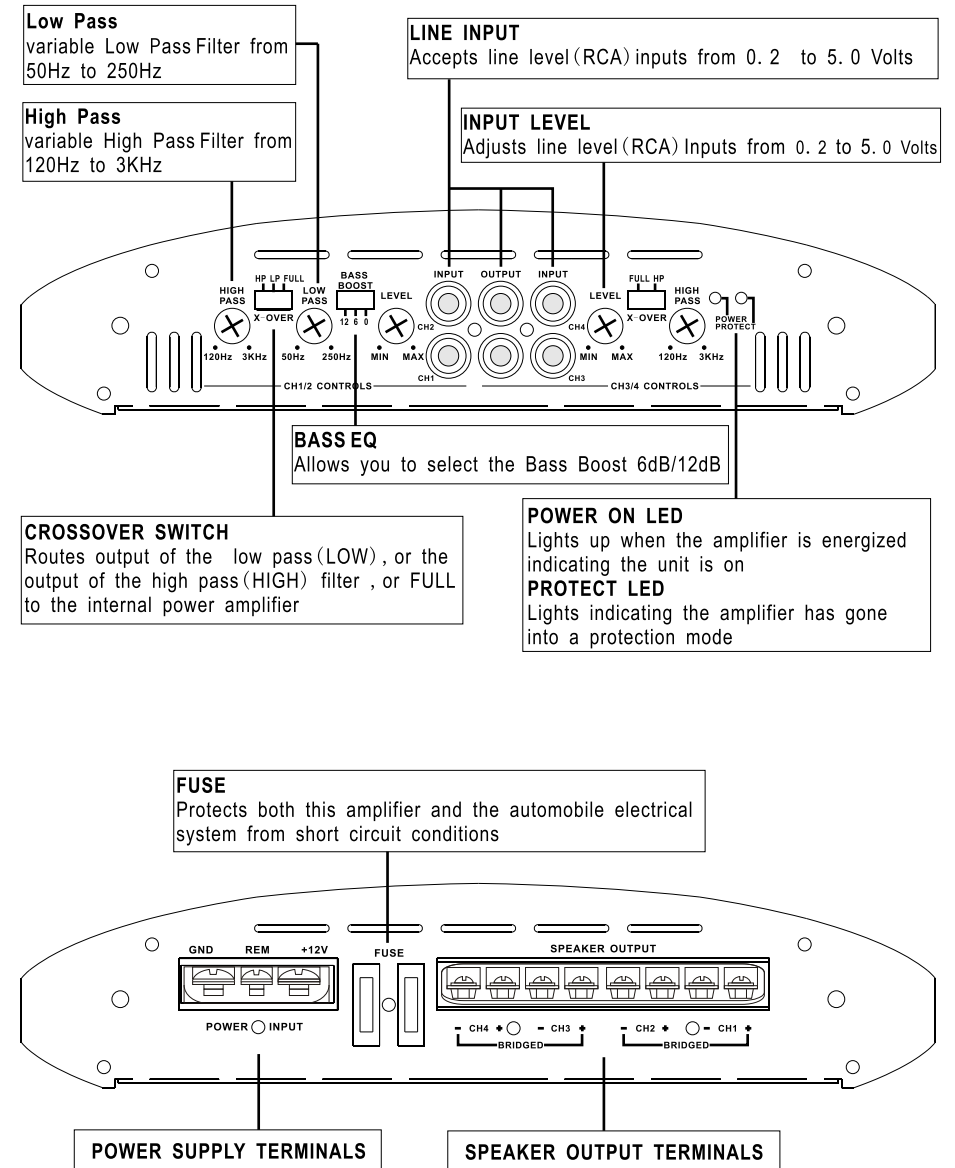 Low Pass
variable Low Pass Filter from
50Hz to 250Hz
LINE INPUT
Accepts line level(RCA) inputs from 0.2 to 5.0 Volts
High Pass
variable High Pass Filter from
120Hz to 3KHz
INPUT LEVEL
Adjusts line level(RCA) Inputs from 0.2 to 5.0 Volts
HIGH
PASS
HP LP FULL
X-OVER
LOW
PASS
BASS
BOOST
12 6 0
LEVEL
INPUT OUTPUT INPUT
CH2
CH1
CH4
CH3
LEVEL
FULL HP
X-OVER
HIGH
PASS
POWER
PROTECT
120Hz 3KHz
50Hz 250Hz
MIN MAX
MIN MAX
120Hz 3KHz
CH1/2 CONTROLS
CH3/4 CONTROLS
BASS EQ
Allows you to select the Bass Boost 6dB/12dB
CROSSOVER SWITCH
Routes output of the low pass(LOW), or the
output of the high pass(HIGH) filter , or FULL
to the internal power amplifier
POWER ON LED
Lights up when the amplifier is energized
indicating the unit is on
PROTECT LED
Lights indicating the amplifier has gone
into a protection mode
FUSE
Protects both this amplifier and the automobile electrical
system from short circuit conditions
GND REM +12V
POWER INPUT
FUSE
SPEAKER OUTPUT
- CH4 + - CH3 +
BRIDGED
- CH2 + - CH1 +
BRIDGED
POWER SUPPLY TERMINALS
SPEAKER OUTPUT TERMINALS